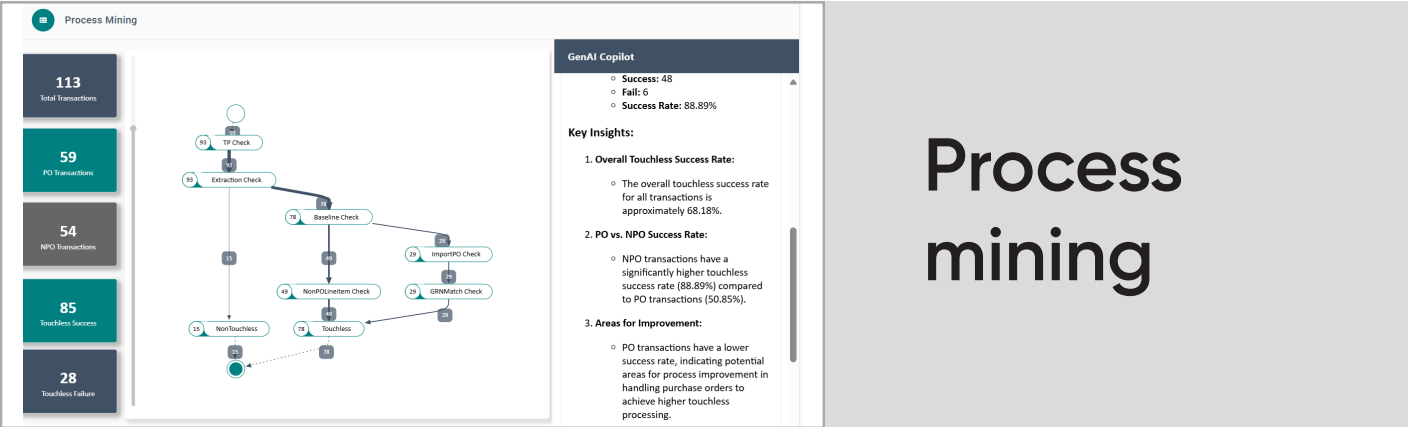 Process Mining
113
Total Transactions
59
PO Transactions
54
NPO Transactions
85
Touchless Success
28
Touchless Failure
93 TP Check
93
93 Extraction Check
78
78 Baseline Check
29
15
49
29 ImportPO Check
29
49 NonPOLineitem Check
29 GRNMatch Check
49
29
15 NonTouchless
78 Touchless
15
78
GenAI Copilot
Success: 48
Fail: 6
Success Rate: 88.89%
Key Insights:
1. Overall Touchless Success Rate:
The overall touchless success rate
for all transactions is
approximately 68.18%.
2. PO vs. NPO Success Rate:
NPO transactions have a
significantly higher touchless
success rate (88.89%) compared
to PO transactions (50.85%).
3. Areas for Improvement:
PO transactions have a lower
success rate, indicating potential
areas for process improvement in
handling purchase orders to
achieve higher touchless
processing.
Process
mining